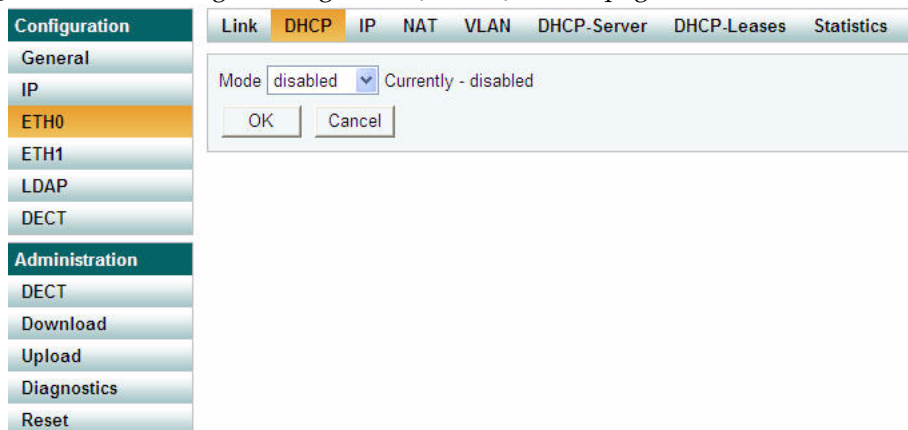 Configuration
General
IP
ETH0
ETH1
LDAP
DECT
Administration
DECT
Download
Upload
Diagnostics
Reset
Link DHCP IP NAT VLAN DHCP-Server DHCP-Leases Statistics
Mode disabled Currently - disabled
OK Cancel